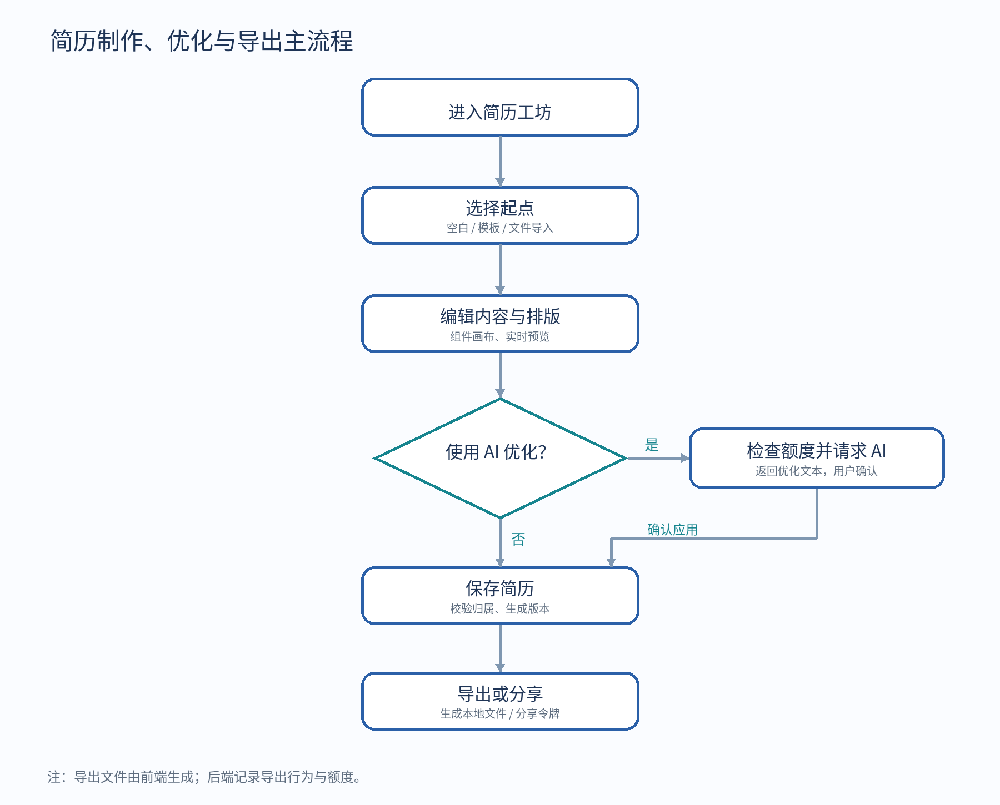 简历制作、优化与导出主流程
进入简历工坊
选择起点
空白 / 模板 / 文件导入
编辑内容与排版
组件画布、实时预览
使用 AI 优化？
是
检查额度并请求 AI
返回优化文本，用户确认
确认应用
否
保存简历
校验归属、生成版本
导出或分享
生成本地文件 / 分享令牌
注：导出文件由前端生成；后端记录导出行为与额度。